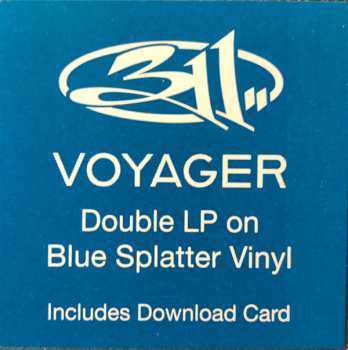 311
VOYAGER
Double LP on
Blue Splatter Vinyl
Includes Download Card